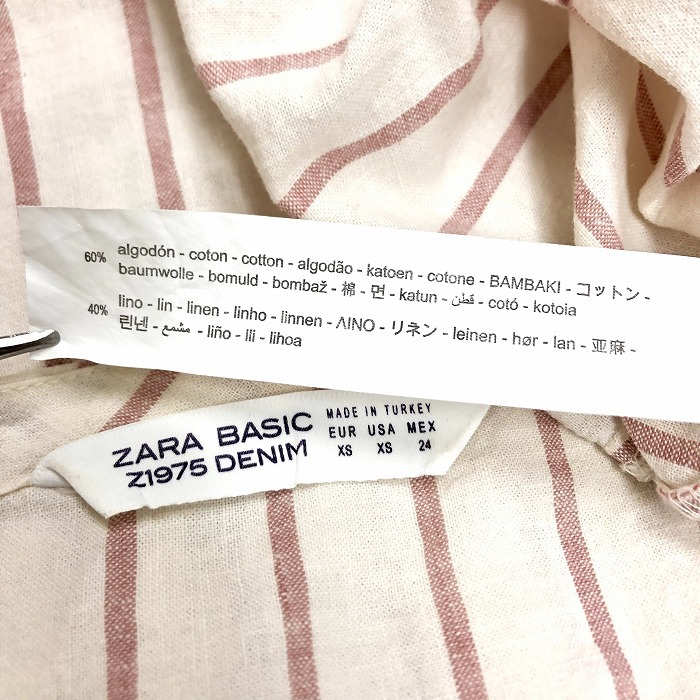 60% algodón - coton - cotton - algodão - katoen - cotone - BAMBAKI - コットン -
baumwolle - bomuld - bombaž - 棉 - 면 - katun - قطن - cotó - kotoia
40% lino - lin - linen - linho - linnen - ΛΙΝΟ - リネン - leinen - hør - lan - 亚麻 -
린넨 - مشمع - liño - lli - lihoa
ZARA BASIC
Z1975 DENIM
MADE IN TURKEY
EUR USA MEX
XS XS 24